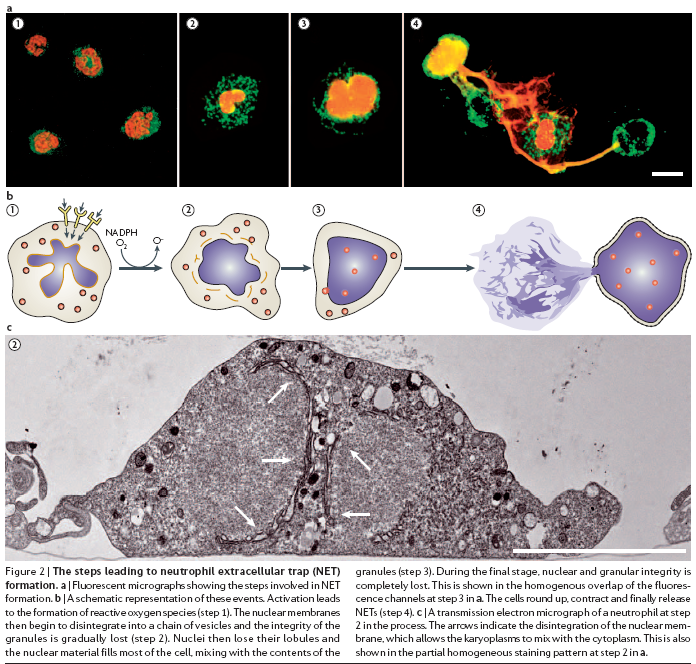 a
1
2
3
4
b
1
NADPH
O2
O2-
2
3
4
c
2
Figure 2 | The steps leading to neutrophil extracellular trap (NET)
formation. a | Fluorescent micrographs showing the steps involved in NET
formation. b | A schematic representation of these events. Activation leads
to the formation of reactive oxygen species (step 1). The nuclear membranes
then begin to disintegrate into a chain of vesicles and the integrity of the
granules is gradually lost (step 2). Nuclei then lose their lobules and
the nuclear material fills most of the cell, mixing with the contents of the
granules (step 3). During the final stage, nuclear and granular integrity is
completely lost. This is shown in the homogenous overlap of the fluores-
cence channels at step 3 in a. The cells round up, contract and finally release
NETs (step 4). c | A transmission electron micrograph of a neutrophil at step
2 in the process. The arrows indicate the disintegration of the nuclear mem-
brane, which allows the karyoplasms to mix with the cytoplasm. This is also
shown in the partial homogeneous staining pattern at step 2 in a.